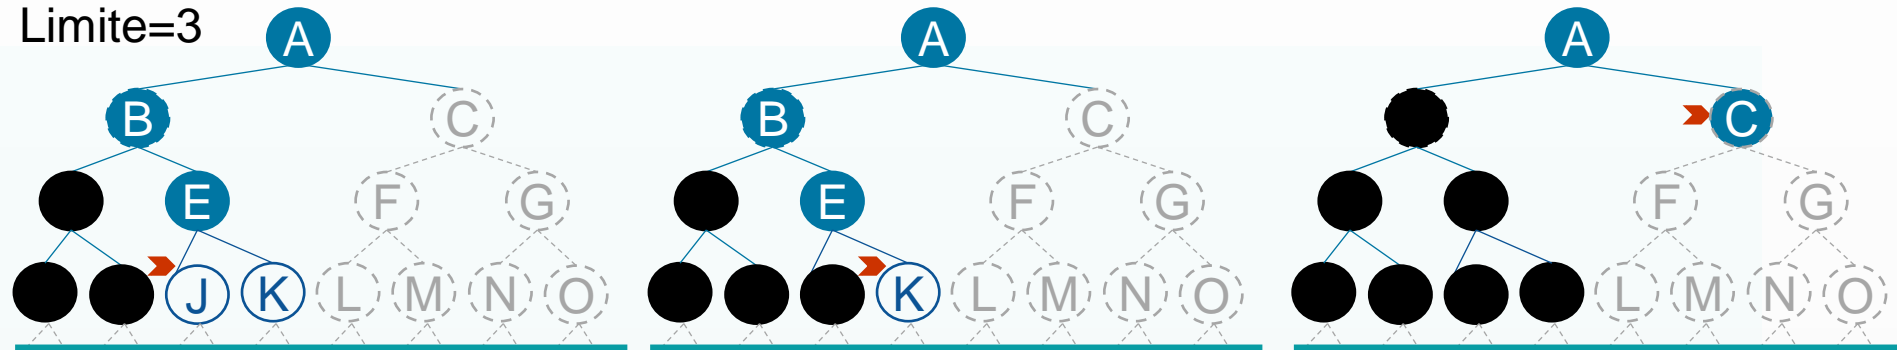 Limite=3
A A A
B C B C C
E F G E F G F G
J K L M N O K L M N O L M N O